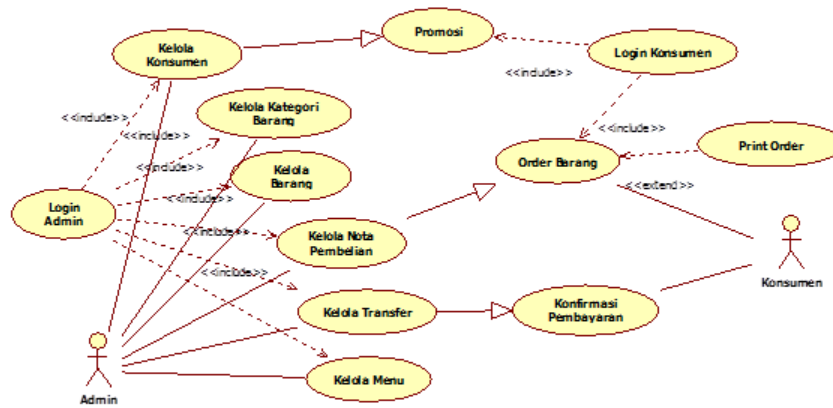 Kelola
Konsumen
Promosi
Login Konsumen
<<include>>
<<include>>
Kelola Kategori
Barang
<<include>>
<<include>>
<<include>>
Print Order
Order Barang
Kelola
Barang
<<include>>
<<extend>>
Login
Admin
<<include>>
Kelola Nota
Pembelian
<<include>>
Konsumen
Kelola Transfer
Konfirmasi
Pembayaran
Kelola Menu
Admin